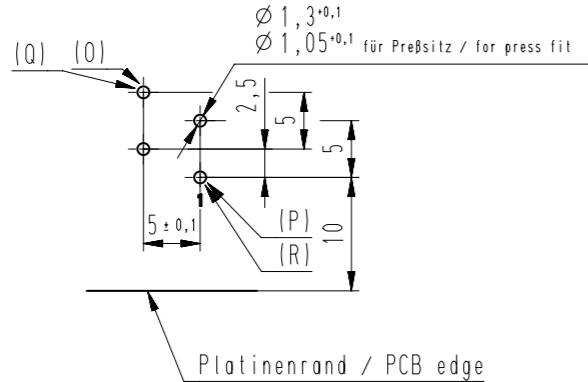 Ø 1,3+0,1
Ø 1,05+0,1 für Preßsitz / for press fit
(Q) (O)
2,5
5
5
1
5 ± 0,1
(P)
(R)
10
Platinenrand / PCB edge